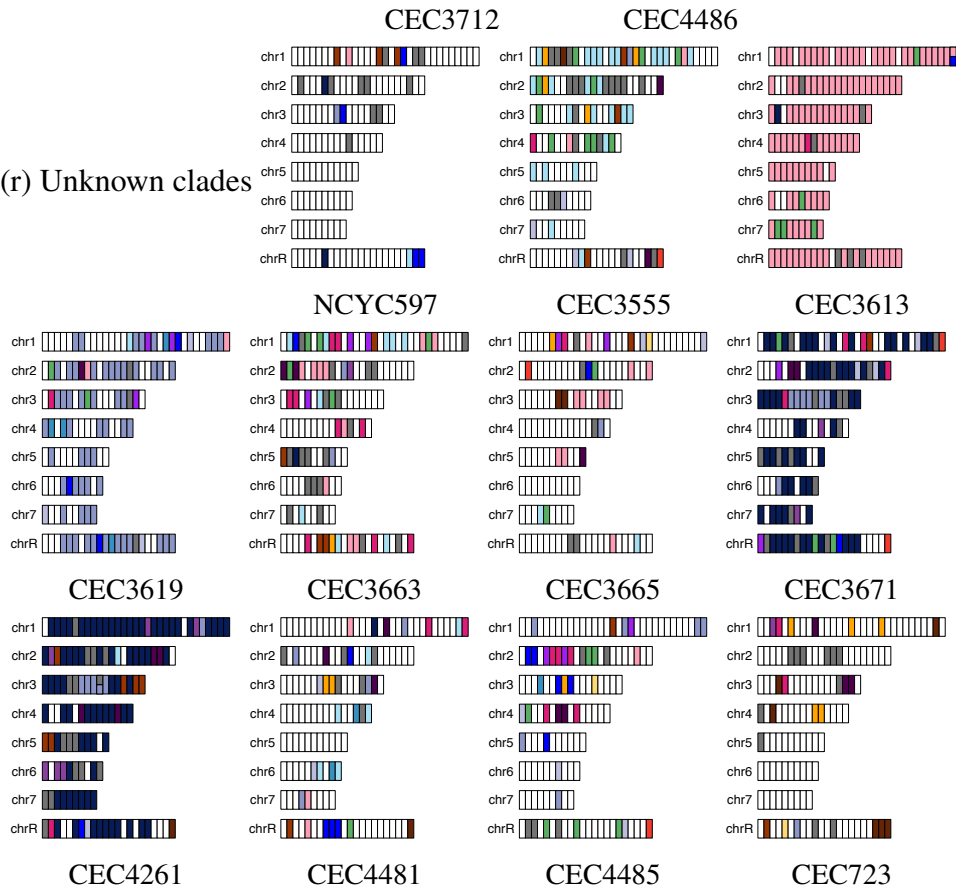 CEC3712 CEC4486
chr1 chr1 chr1
chr2 chr2 chr2
chr3 chr3 chr3
chr4 chr4 chr4
chr5 chr5 chr5
(r) Unknown clades
chr6 chr6 chr6
chr7 chr7 chr7
chrR chrR chrR
NCYC597 CEC3555 CEC3613
chr1 chr1 chr1 chr1
chr2 chr2 chr2 chr2
chr3 chr3 chr3 chr3
chr4 chr4 chr4 chr4
chr5 chr5 chr5 chr5
chr6 chr6 chr6 chr6
chr7 chr7 chr7 chr7
chrR chrR chrR chrR
CEC3619 CEC3663 CEC3665 CEC3671
chr1 chr1 chr1 chr1
chr2 chr2 chr2 chr2
chr3 chr3 chr3 chr3
chr4 chr4 chr4 chr4
chr5 chr5 chr5 chr5
chr6 chr6 chr6 chr6
chr7 chr7 chr7 chr7
chrR chrR chrR chrR
CEC4261 CEC4481 CEC4485 CEC723